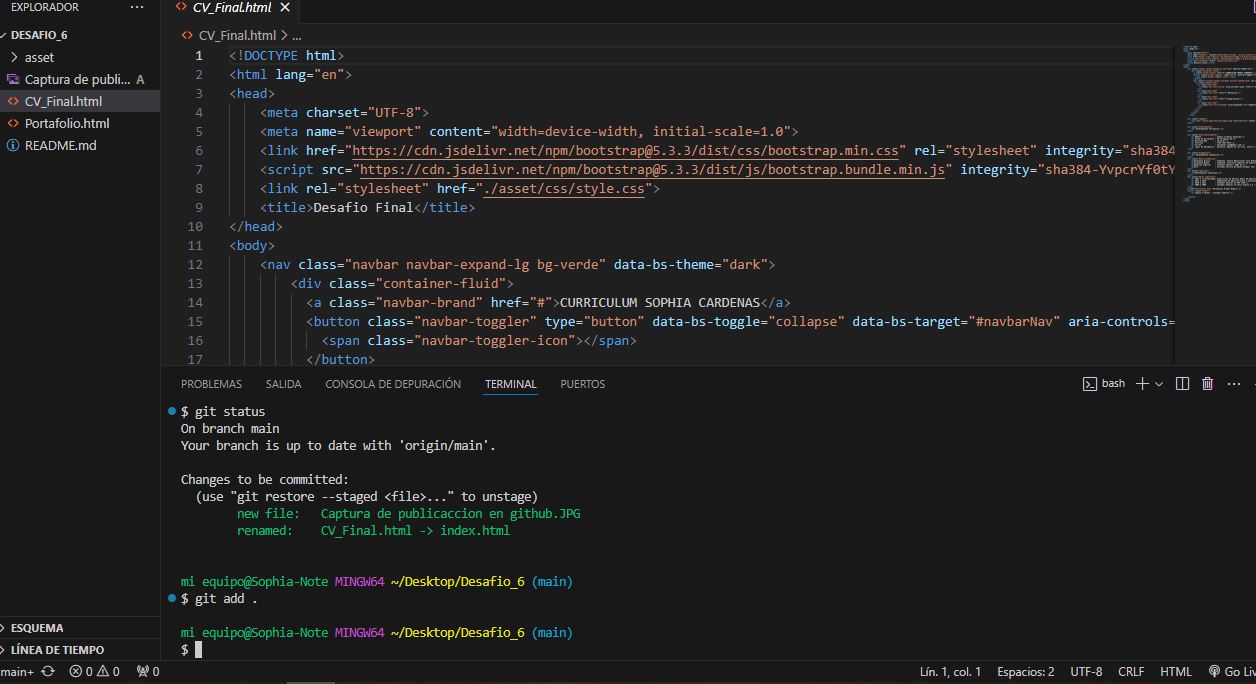 EXPLORADOR ...
DESAFIO_6
asset
Captura de publi... A
CV_Final.html
Portafolio.html
README.md
ESQUEMA
LÍNEA DE TIEMPO
CV_Final.html
CV_Final.html > ...
1 <!DOCTYPE html>
2 <html lang="en">
3 <head>
4 <meta charset="UTF-8">
5 <meta name="viewport" content="width=device-width, initial-scale=1.0">
6 <link href="https://cdn.jsdelivr.net/npm/bootstrap@5.3.3/dist/css/bootstrap.min.css" rel="stylesheet" integrity="sha384
7 <script src="https://cdn.jsdelivr.net/npm/bootstrap@5.3.3/dist/js/bootstrap.bundle.min.js" integrity="sha384-YvpcrYf0tY
8 <link rel="stylesheet" href="./asset/css/style.css">
9 <title>Desafio Final</title>
10 </head>
11 <body>
12 <nav class="navbar navbar-expand-lg bg-verde" data-bs-theme="dark">
13 <div class="container-fluid">
14 <a class="navbar-brand" href="#">CURRICULUM SOPHIA CARDENAS</a>
15 <button class="navbar-toggler" type="button" data-bs-toggle="collapse" data-bs-target="#navbarNav" aria-controls=
16 <span class="navbar-toggler-icon"></span>
17 </button>
PROBLEMAS SALIDA CONSOLA DE DEPURACIÓN TERMINAL PUERTOS bash
$ git status
On branch main
Your branch is up to date with 'origin/main'.
Changes to be committed:
(use "git restore --staged <file>..." to unstage)
new file: Captura de publicaccion en github.JPG
renamed: CV_Final.html -> index.html
mi equipo@Sophia-Note MINGW64 ~/Desktop/Desafio_6 (main)
$ git add .
mi equipo@Sophia-Note MINGW64 ~/Desktop/Desafio_6 (main)
$
main+ 0 0 0 Lín. 1, col. 1 Espacios: 2 UTF-8 CRLF HTML Go Liv